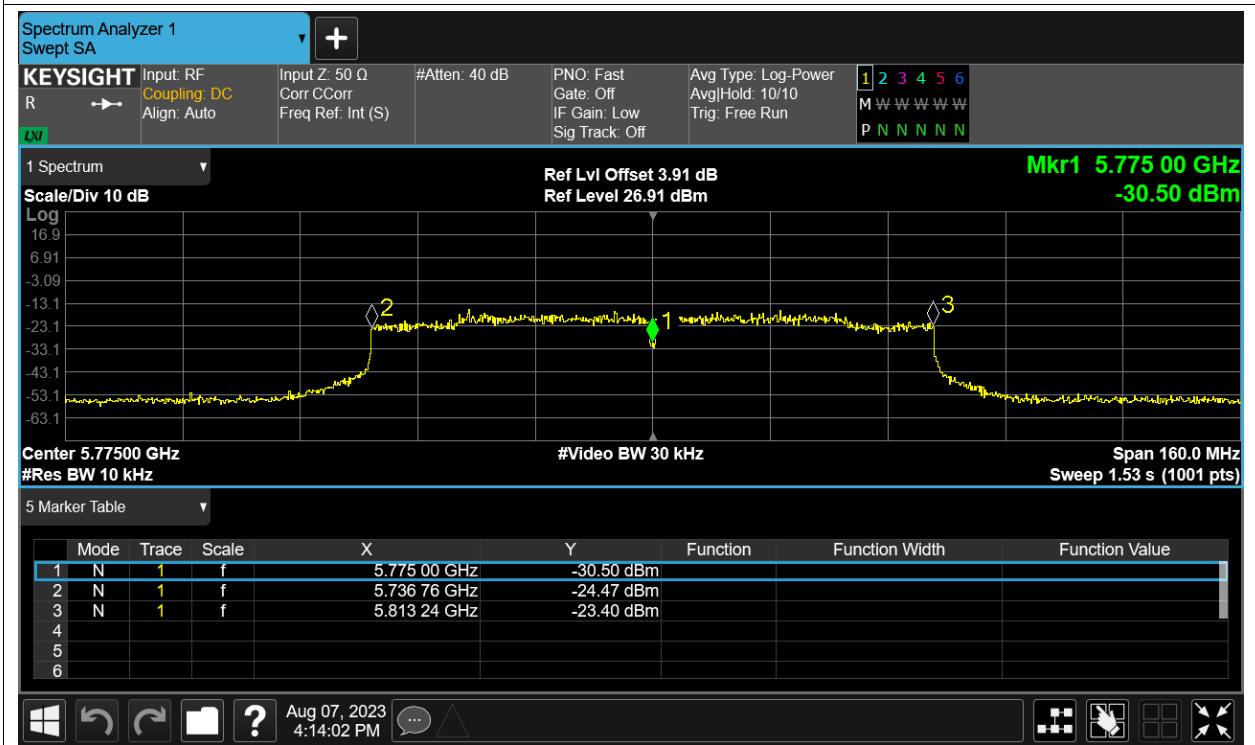 Spectrum Analyzer 1
Swept SA
KEYSIGHT Input: RF Input Z: 50 Ω #Atten: 40 dB PNO: Fast Avg Type: Log-Power 1 2 3 4 5 6
R Coupling: DC Corr CCorr Gate: Off Avg|Hold: 10/10 M W W W W W
Align: Auto Freq Ref: Int (S) IF Gain: Low Trig: Free Run
LXI Sig Track: Off P N N N N N
1 Spectrum Ref Lvl Offset 3.91 dB Mkr1 5.775 00 GHz
Scale/Div 10 dB Ref Level 26.91 dBm -30.50 dBm
Log
16.9
6.91
-3.09
-13.1
2 3
1
-23.1
-33.1
-43.1
-53.1
-63.1
Center 5.77500 GHz #Video BW 30 kHz Span 160.0 MHz
#Res BW 10 kHz Sweep 1.53 s (1001 pts)
5 Marker Table
Mode Trace Scale X Y Function Function Width Function Value
1 N 1 f 5.775 00 GHz -30.50 dBm
2 N 1 f 5.736 76 GHz -24.47 dBm
3 N 1 f 5.813 24 GHz -23.40 dBm
4
5
6
? Aug 07, 2023
4:14:02 PM